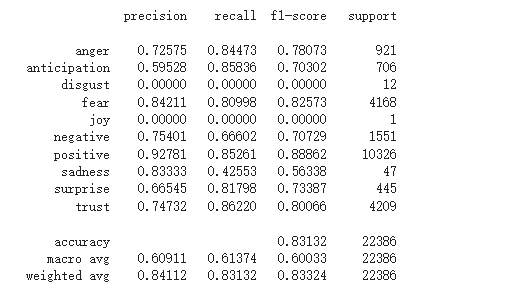 precision recall f1-score support
anger 0.72575 0.84473 0.78073 921
anticipation 0.59528 0.85836 0.70302 706
disgust 0.00000 0.00000 0.00000 12
fear 0.84211 0.80998 0.82573 4168
joy 0.00000 0.00000 0.00000 1
negative 0.75401 0.66602 0.70729 1551
positive 0.92781 0.85261 0.88862 10326
sadness 0.83333 0.42553 0.56338 47
surprise 0.66545 0.81798 0.73387 445
trust 0.74732 0.86220 0.80066 4209
accuracy 0.83132 22386
macro avg 0.60911 0.61374 0.60033 22386
weighted avg 0.84112 0.83132 0.83324 22386